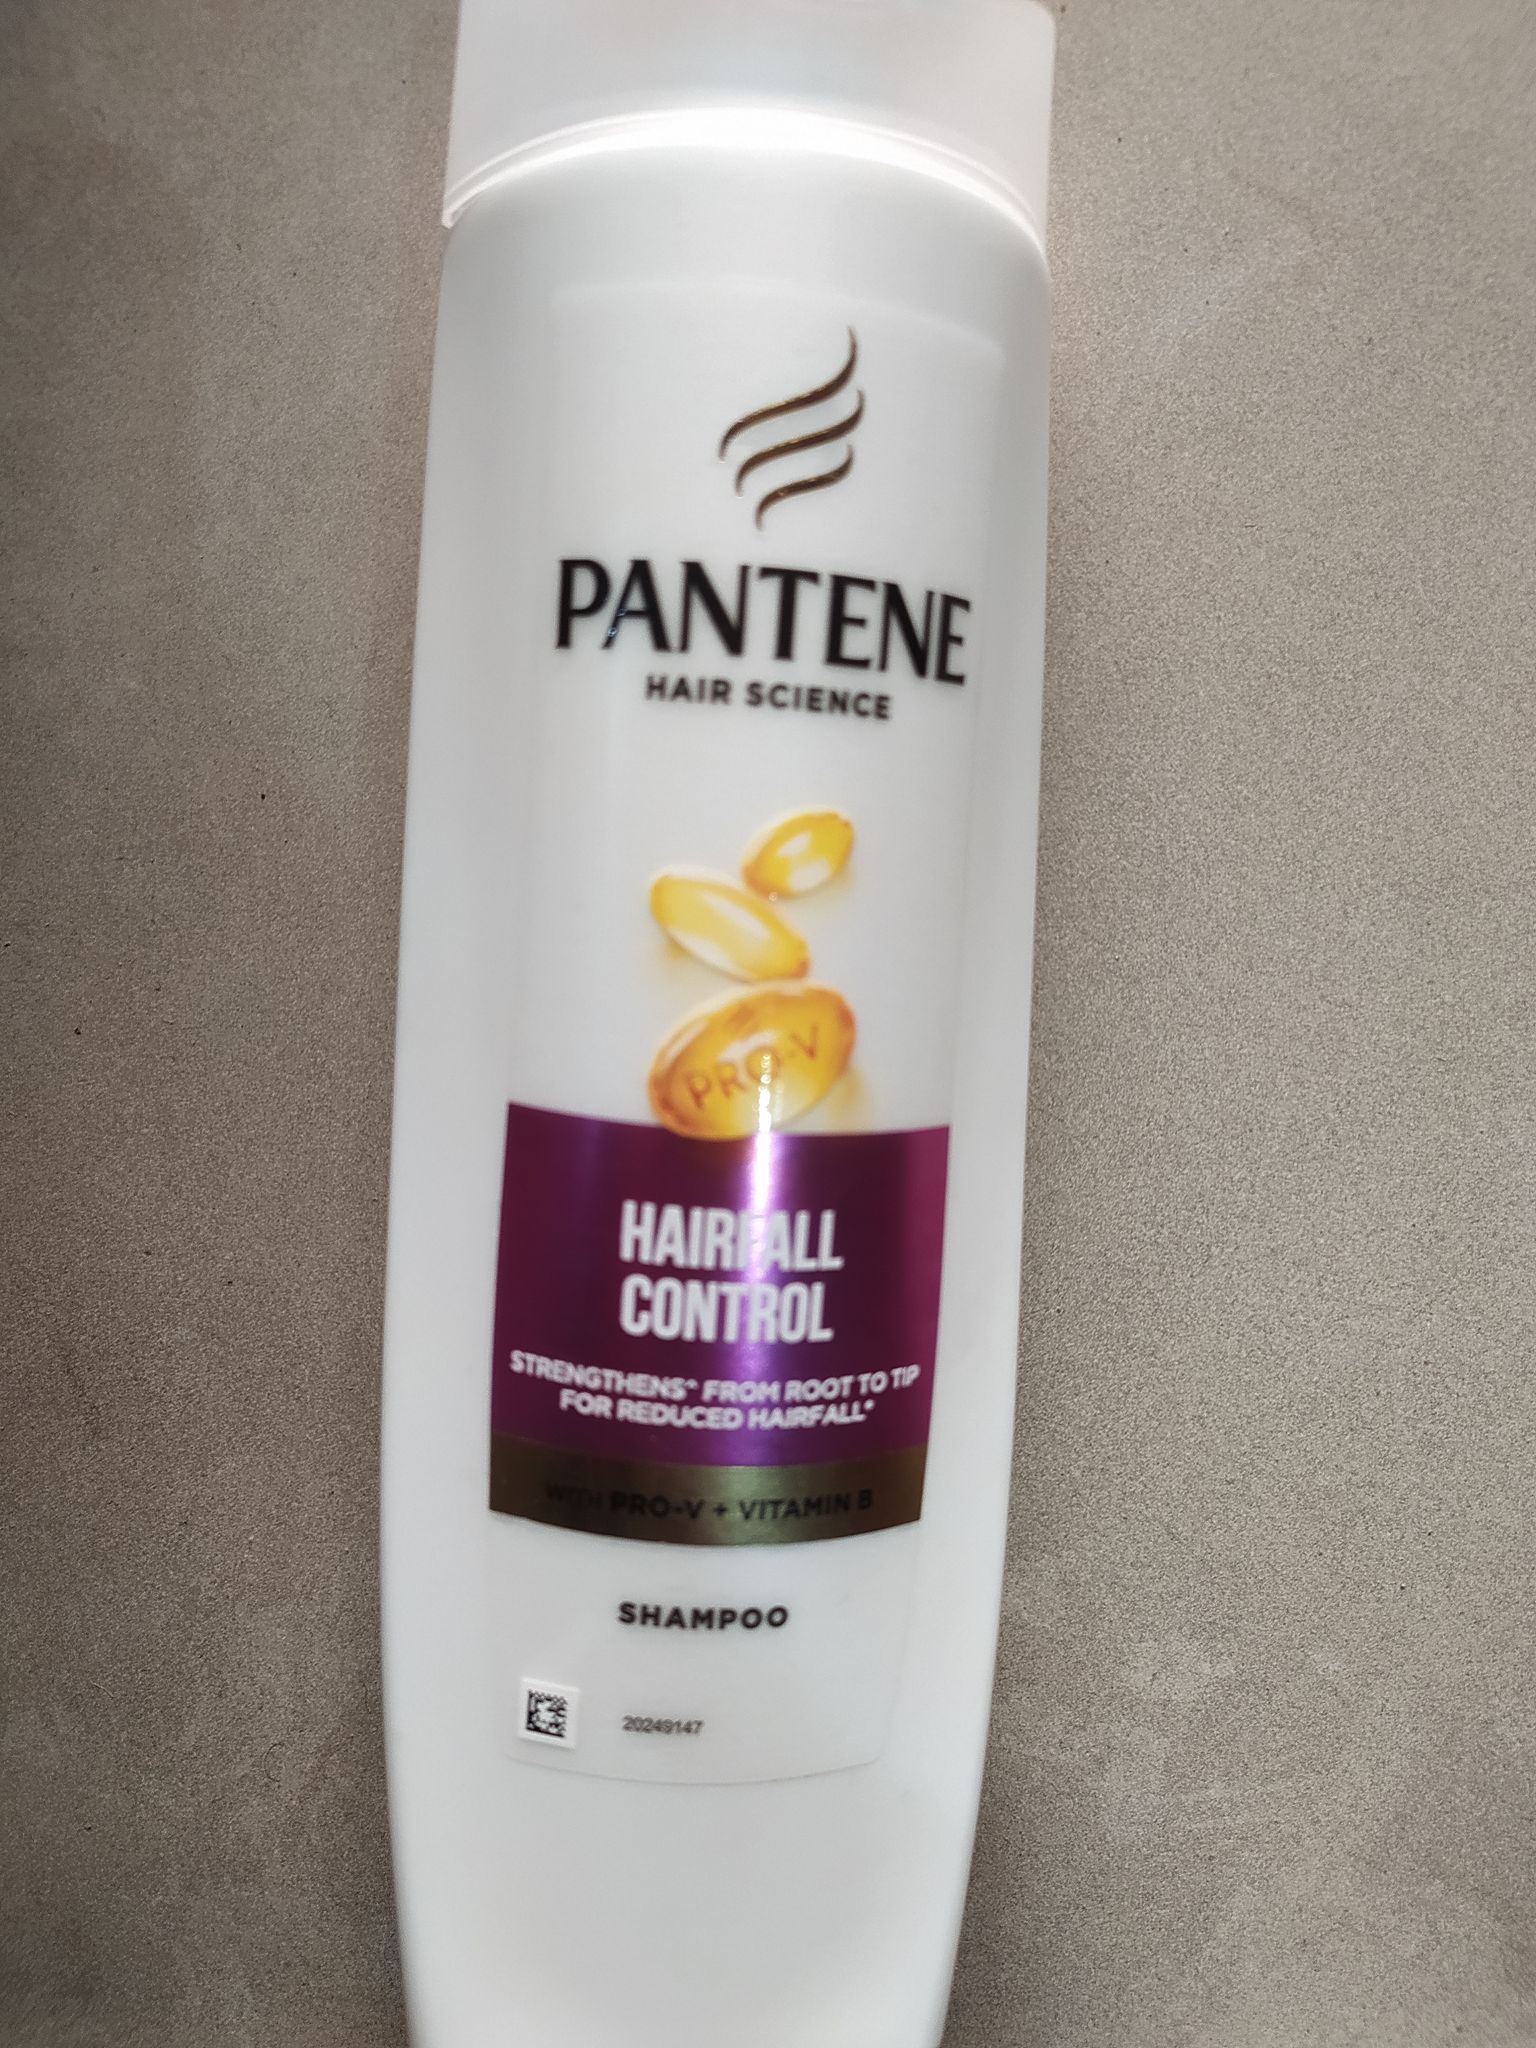 PANTENE
HAIR SCIENCE
PRO-V
HAIRFALL
CONTROL
STRENGTHENS^ FROM ROOT TO TIP
FOR REDUCED HAIRFALL*
WITH PRO-V + VITAMIN B
SHAMPOO
20249147